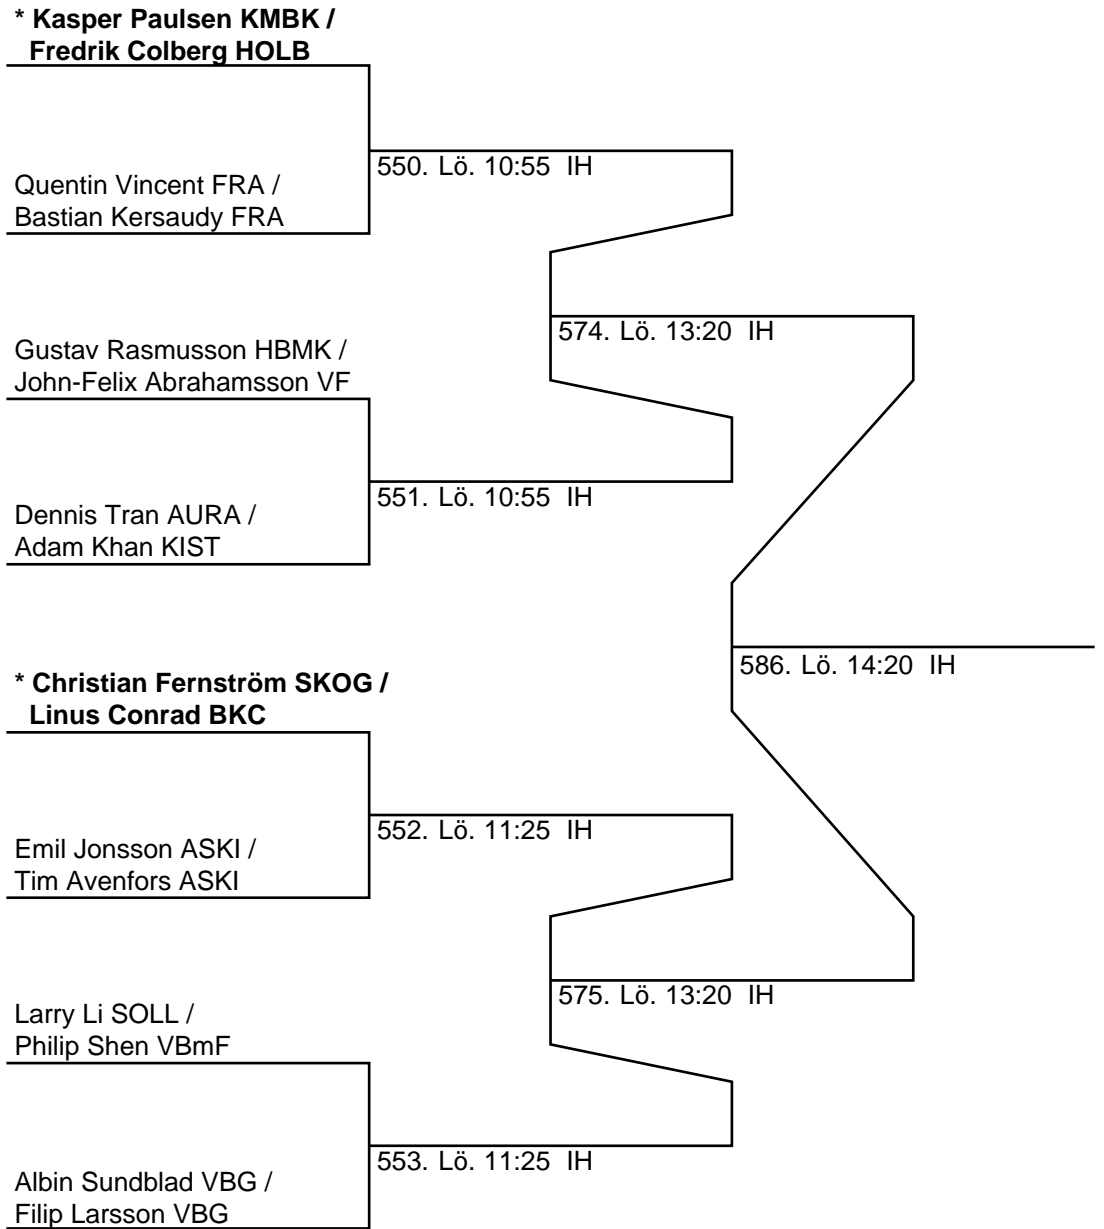 * Kasper Paulsen KMBK /
Fredrik Colberg HOLB
550. Lö. 10:55 IH
Quentin Vincent FRA /
Bastian Kersaudy FRA
574. Lö. 13:20 IH
Gustav Rasmusson HBMK /
John-Felix Abrahamsson VF
551. Lö. 10:55 IH
Dennis Tran AURA /
Adam Khan KIST
586. Lö. 14:20 IH
* Christian Fernström SKOG /
Linus Conrad BKC
552. Lö. 11:25 IH
Emil Jonsson ASKI /
Tim Avenfors ASKI
575. Lö. 13:20 IH
Larry Li SOLL /
Philip Shen VBmF
553. Lö. 11:25 IH
Albin Sundblad VBG /
Filip Larsson VBG